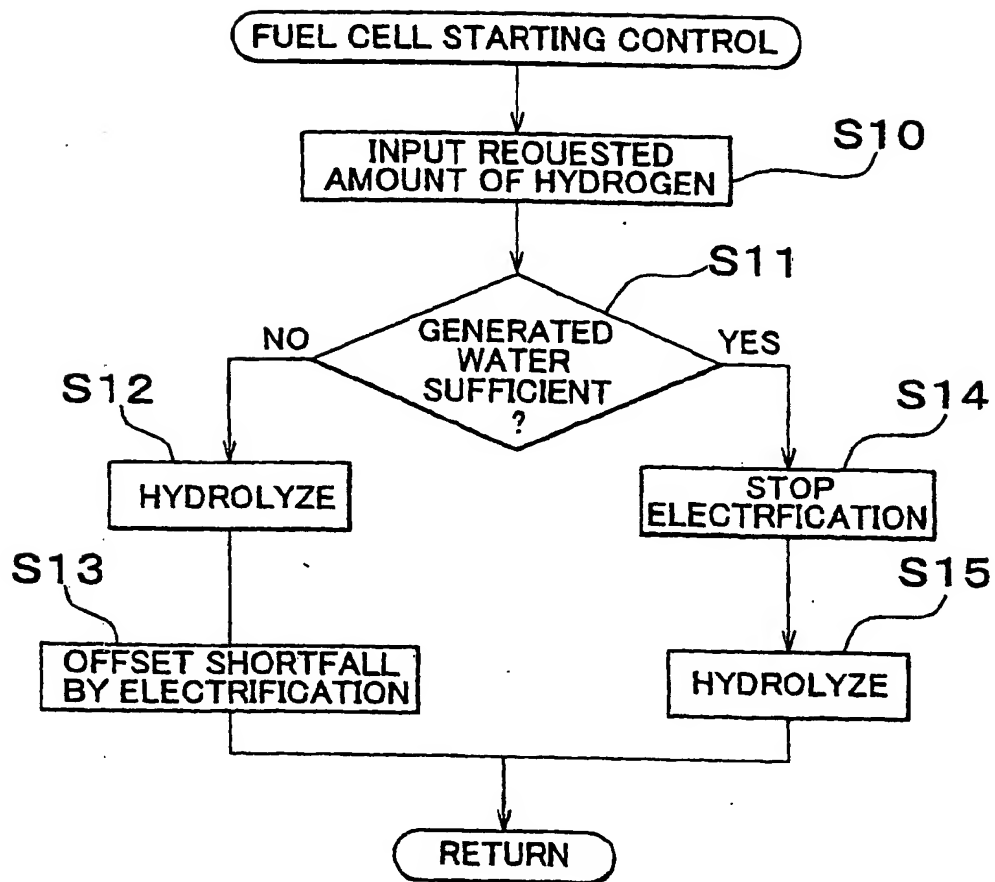 FUEL CELL STARTING CONTROL
S10
INPUT REQUESTED
AMOUNT OF HYDROGEN
S11
GENERATED
WATER
SUFFICIENT
?
NO
YES
S12
HYDROLYZE
S14
STOP
ELECTRFICATION
S13
OFFSET SHORTFALL
BY ELECTRIFICATION
S15
HYDROLYZE
RETURN